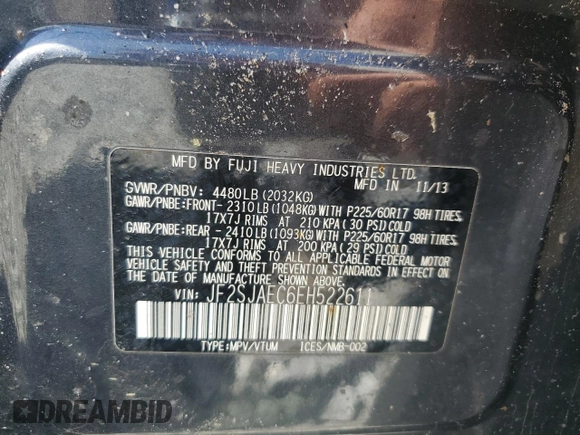 MFD BY FUJI HEAVY INDUSTRIES LTD.
MFD IN 11/13
GVWR/PNBV: 4480LB (2032KG)
GAWR/PNBE:FRONT- 2310LB (1048KG) WITH P225/60R17 98H TIRES,
17X7J RIMS AT 210 KPA (30 PSI) COLD
GAWR/PNBE:REAR - 2410LB (1093KG) WITH P225/60R17 98H TIRES,
17X7J RIMS AT 200 KPA (29 PSI) COLD
THIS VEHICLE CONFORMS TO ALL APPLICABLE FEDERAL MOTOR
VEHICLE SAFETY AND THEFT PREVENTION STANDARDS IN EFFECT ON
THE DATE OF MANUFACTURE SHOWN ABOVE.
VIN: JF2SJAEC6EH522611
TYPE:MPV/VTUM ICES/NMB-002
DREAMBID